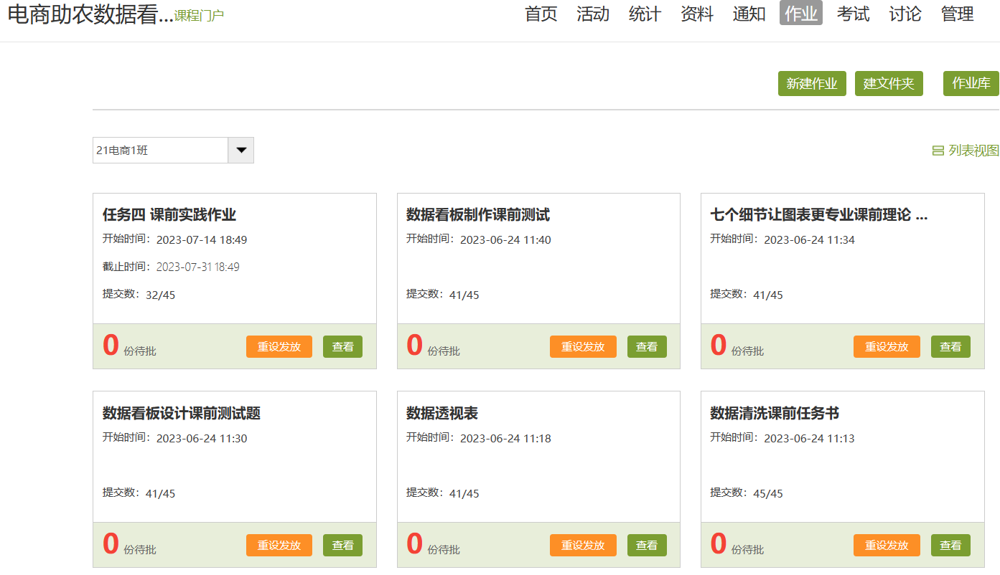 电商助农数据看...课程门户
首页 活动 统计 资料 通知 作业 考试 讨论 管理
新建作业 建文件夹 作业库
21电商1班
列表视图
任务四 课前实践作业
开始时间：2023-07-14 18:49
截止时间：2023-07-31 18:49
提交数：32/45
0 份待批 重设发放 查看
数据看板制作课前测试
开始时间：2023-06-24 11:40
提交数：41/45
0 份待批 重设发放 查看
七个细节让图表更专业课前理论 ...
开始时间：2023-06-24 11:34
提交数：41/45
0 份待批 重设发放 查看
数据看板设计课前测试题
开始时间：2023-06-24 11:30
提交数：41/45
0 份待批 重设发放 查看
数据透视表
开始时间：2023-06-24 11:18
提交数：41/45
0 份待批 重设发放 查看
数据清洗课前任务书
开始时间：2023-06-24 11:13
提交数：45/45
0 份待批 重设发放 查看